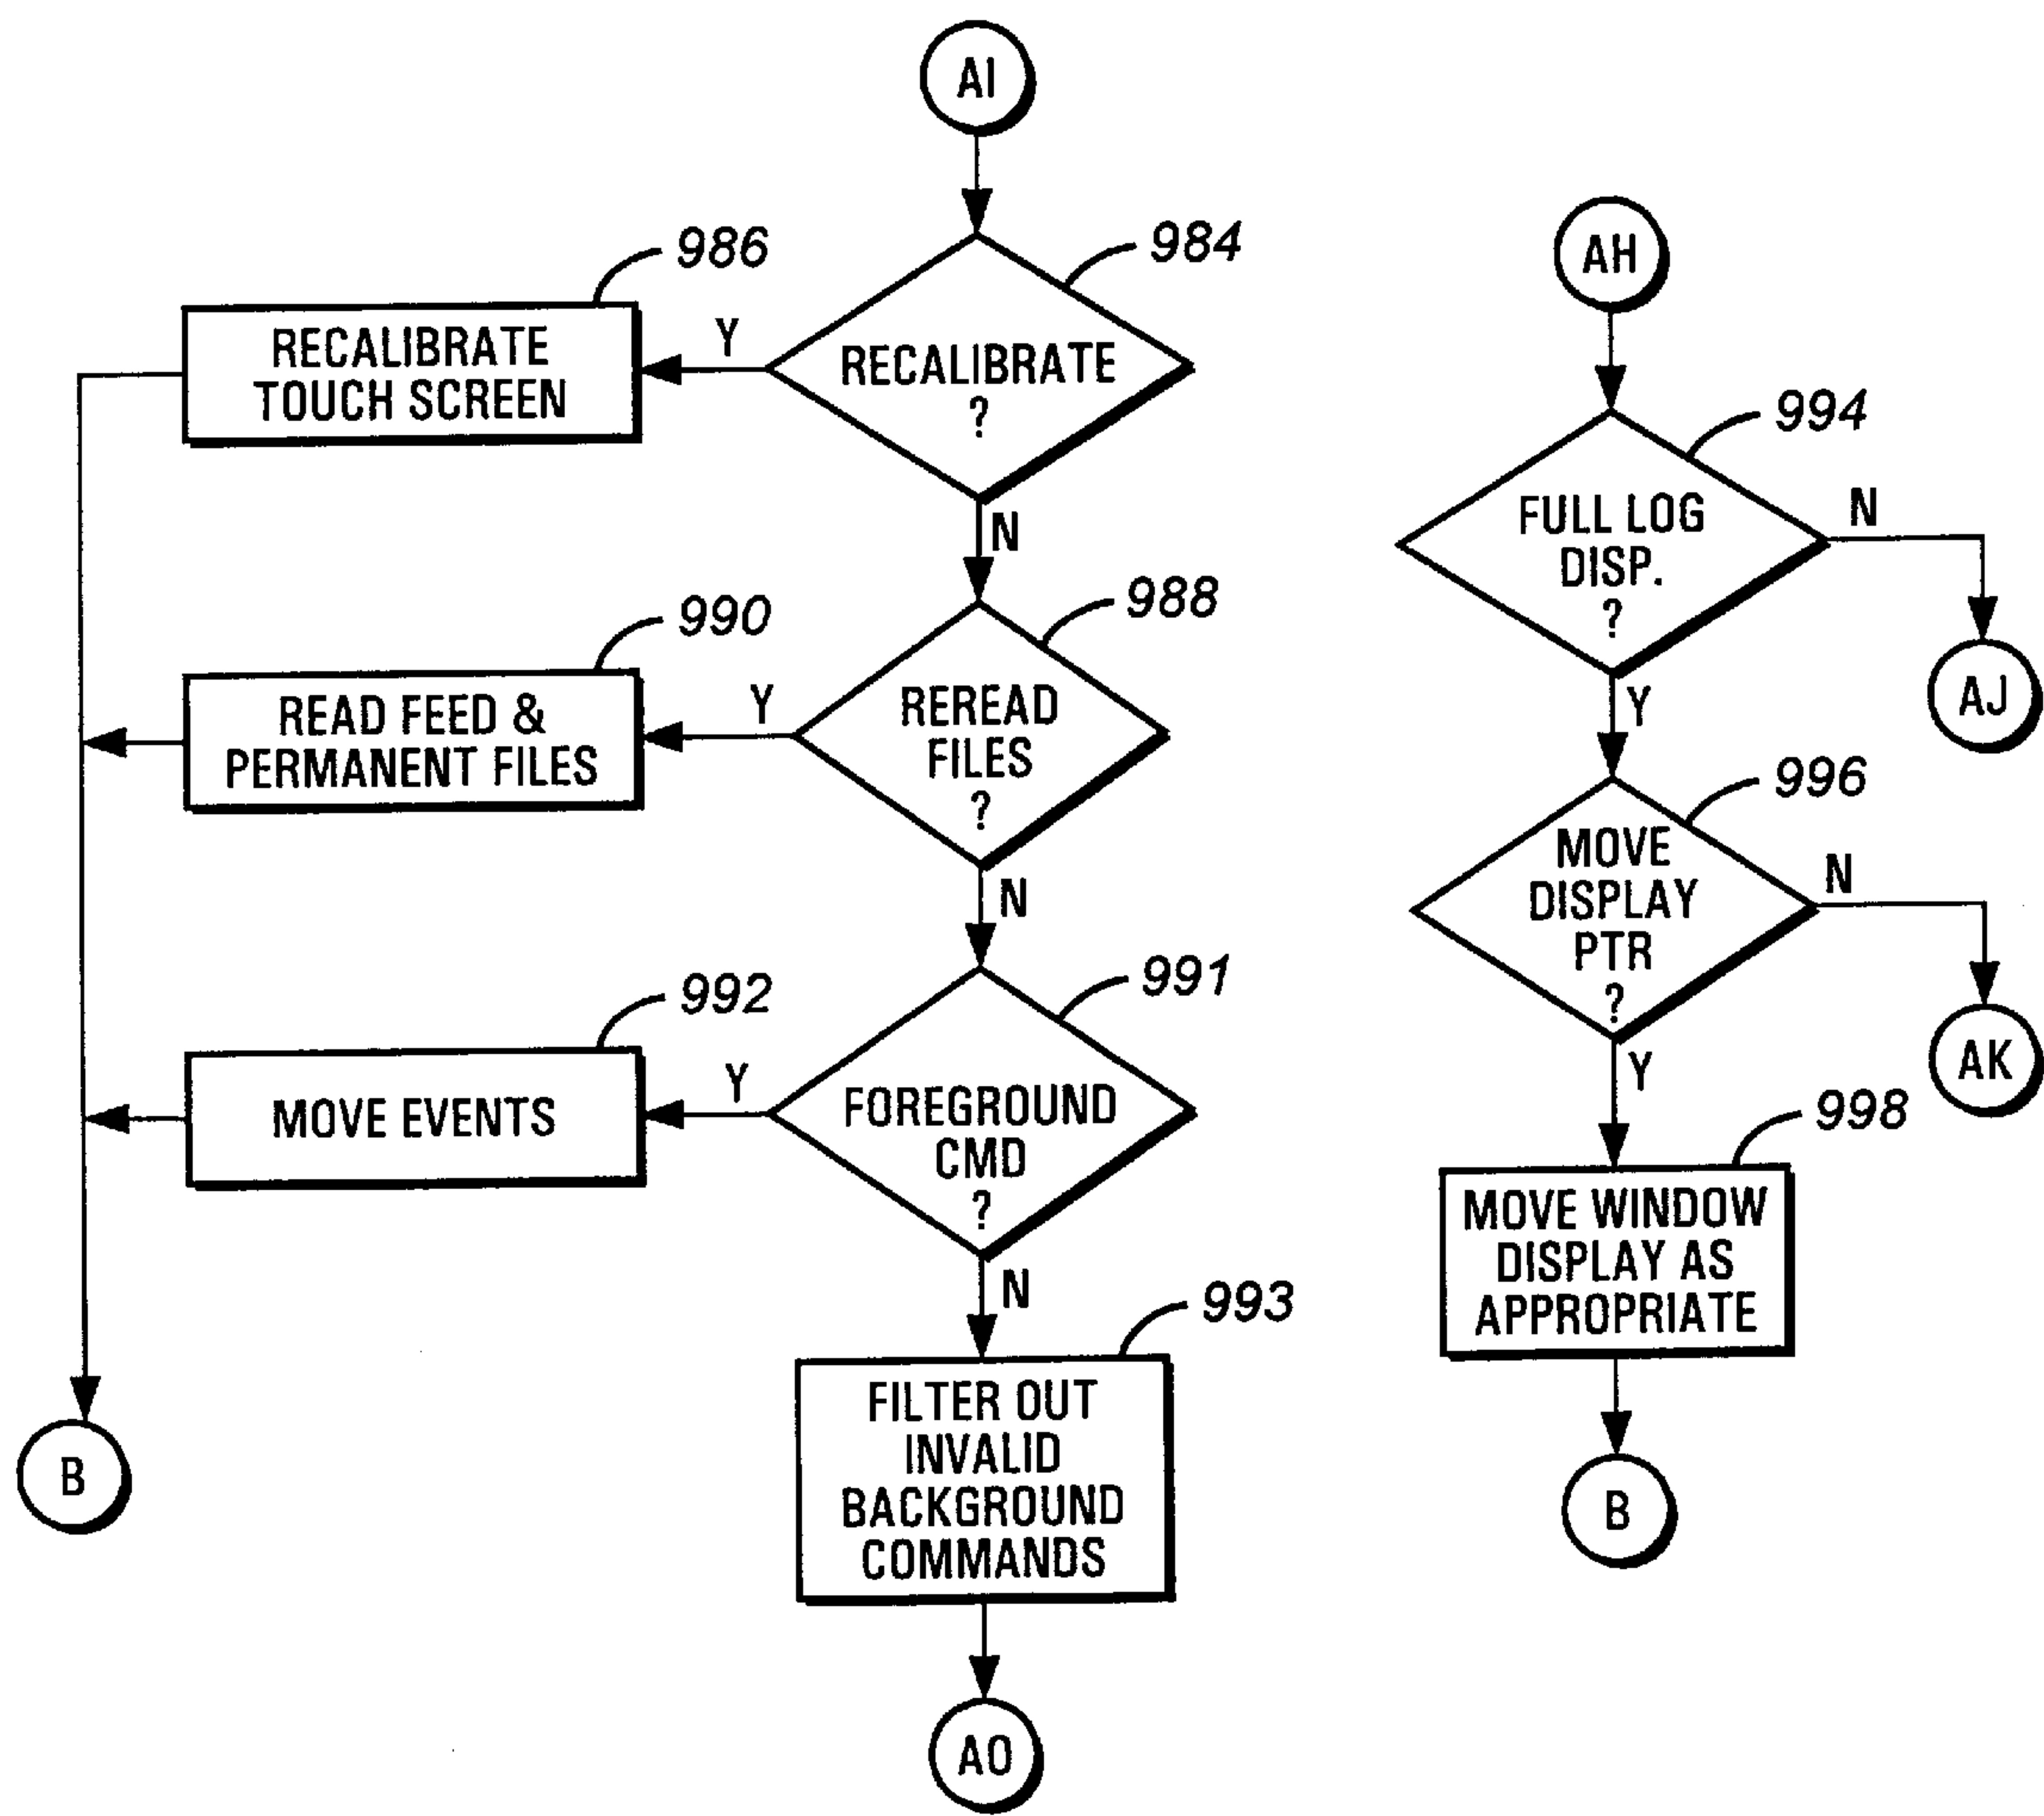 AI
984
RECALIBRATE
?
Y
986
RECALIBRATE
TOUCH SCREEN
N
988
REREAD
FILES
?
Y
990
READ FEED &
PERMANENT FILES
N
991
FOREGROUND
CMD
?
Y
992
MOVE EVENTS
B
N
993
FILTER OUT
INVALID
BACKGROUND
COMMANDS
AO
AH
994
FULL LOG
DISP.
?
N
AJ
Y
996
MOVE
DISPLAY
PTR
?
N
AK
Y
998
MOVE WINDOW
DISPLAY AS
APPROPRIATE
B